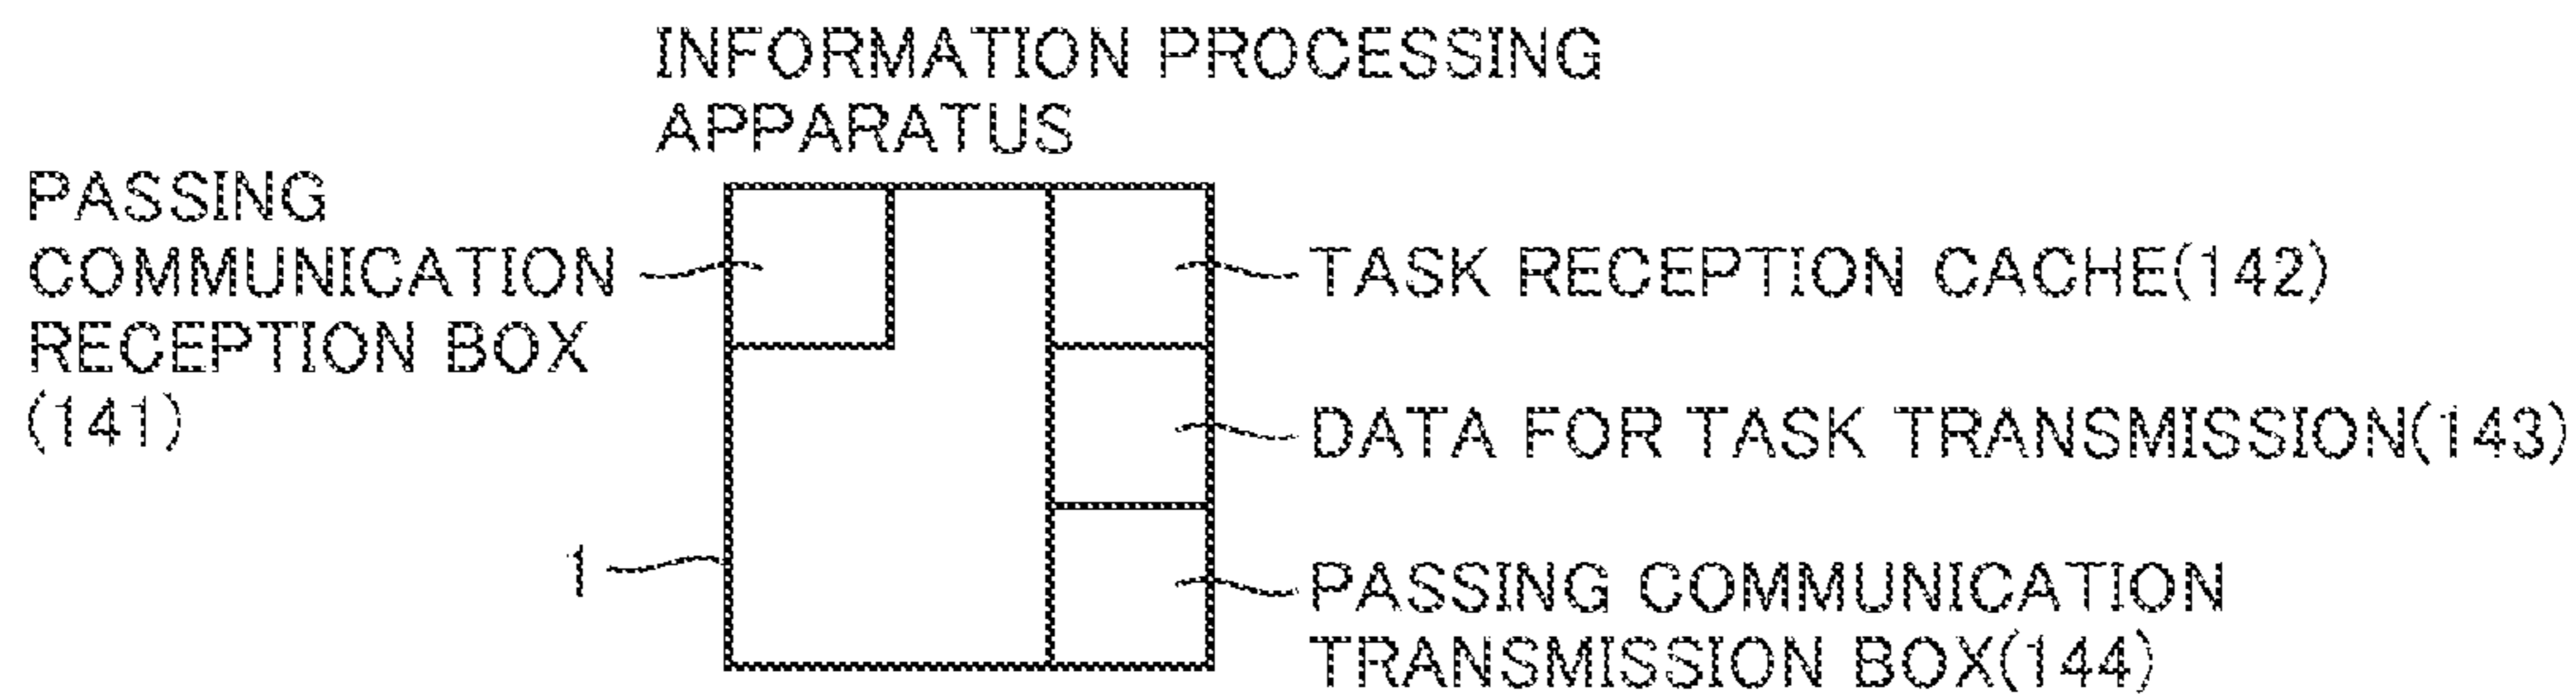 INFORMATION PROCESSING
APPARATUS
PASSING
COMMUNICATION
RECEPTION BOX
(141)
TASK RECEPTION CACHE(142)
DATA FOR TASK TRANSMISSION(143)
1
PASSING COMMUNICATION
TRANSMISSION BOX(144)